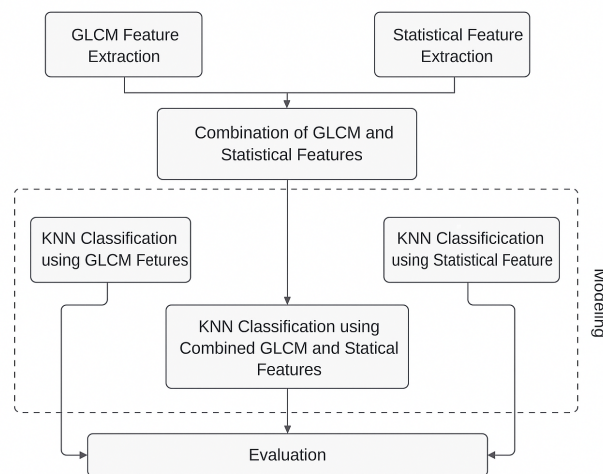 GLCM Feature
Extraction
Statistical Feature
Extraction
Combination of GLCM and
Statistical Features
KNN Classification
using GLCM Fetures
KNN Classificicication
using Statistical Feature
Modeling
KNN Classification using
Combined GLCM and Statical
Features
Evaluation